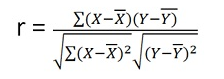 r = ∑(X−X̅)(Y−Y̅) / √∑(X−X̅)² √(Y−Y̅)²